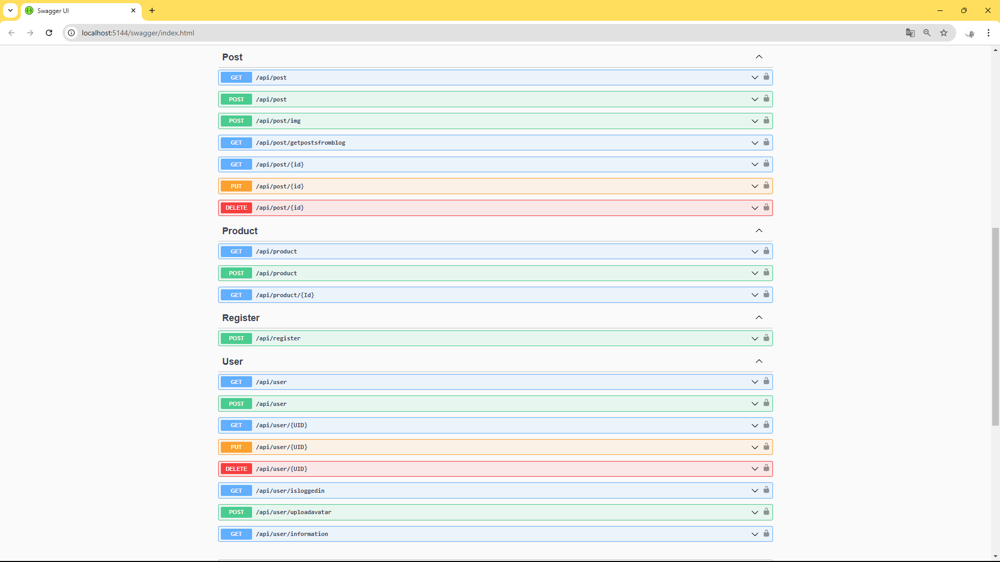 Swagger UI
localhost:5144/swagger/index.html
Post
GET /api/post
POST /api/post
POST /api/post/img
GET /api/post/getpostsfromblog
GET /api/post/{id}
PUT /api/post/{id}
DELETE /api/post/{id}
Product
GET /api/product
POST /api/product
GET /api/product/{Id}
Register
POST /api/register
User
GET /api/user
POST /api/user
GET /api/user/{UID}
PUT /api/user/{UID}
DELETE /api/user/{UID}
GET /api/user/isloggedin
POST /api/user/uploadavatar
GET /api/user/information